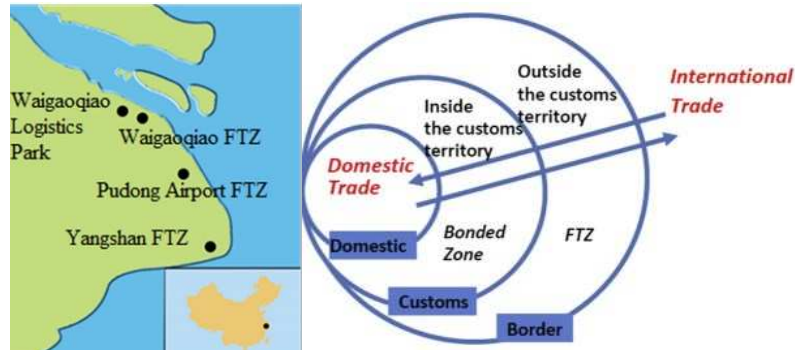 Waigaoqiao
Logistics
Park
Waigaoqiao FTZ
Pudong Airport FTZ
Yangshan FTZ
Outside
the customs
territory
International
Trade
Inside
the customs
territory
Domestic
Trade
Domestic
Bonded
Zone
FTZ
Customs
Border